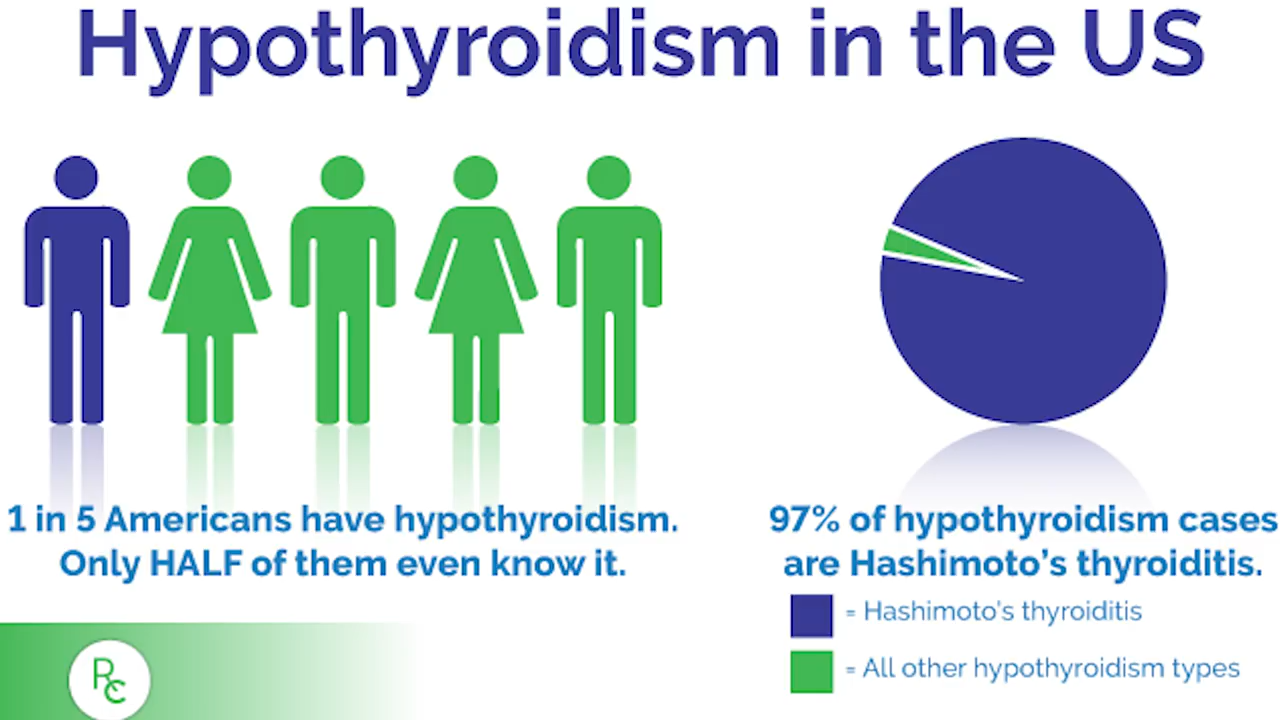 Hypothyroidism in the US
1 in 5 Americans have hypothyroidism.
Only HALF of them even know it.
97% of hypothyroidism cases
are Hashimoto's thyroiditis.
= Hashimoto's thyroiditis
= All other hypothyroidism types
RC